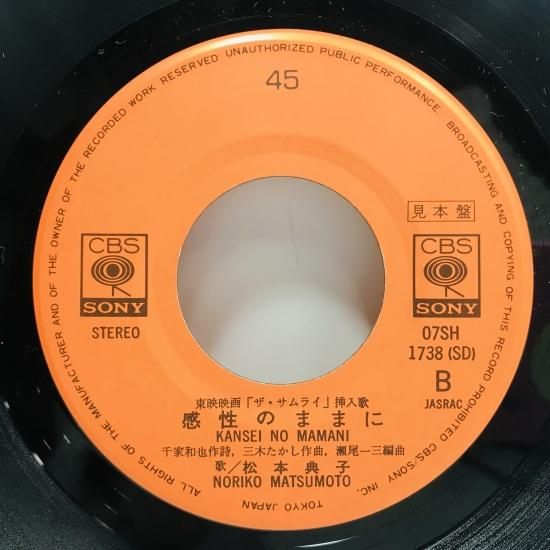 45
ALL RIGHTS OF THE MANUFACTURER AND OF THE OWNER OF THE RECORDED WORK RESERVED UNAUTHORIZED PUBLIC PERFORMANCE. BROADCASTING AND COPYING OF THIS RECORD PROHIBITED CBS/SONY INC.
見本盤
CBS
SONY
CBS
SONY
STEREO
07SH
1738 (SD)
B
JASRAC
東映映画「ザ・サムライ」挿入歌
感性のままに
KANSEI NO MAMANI
千家和也作詩, 三木たかし作曲, 瀬尾一三編曲
歌/松本典子
NORIKO MATSUMOTO
TOKYO JAPAN